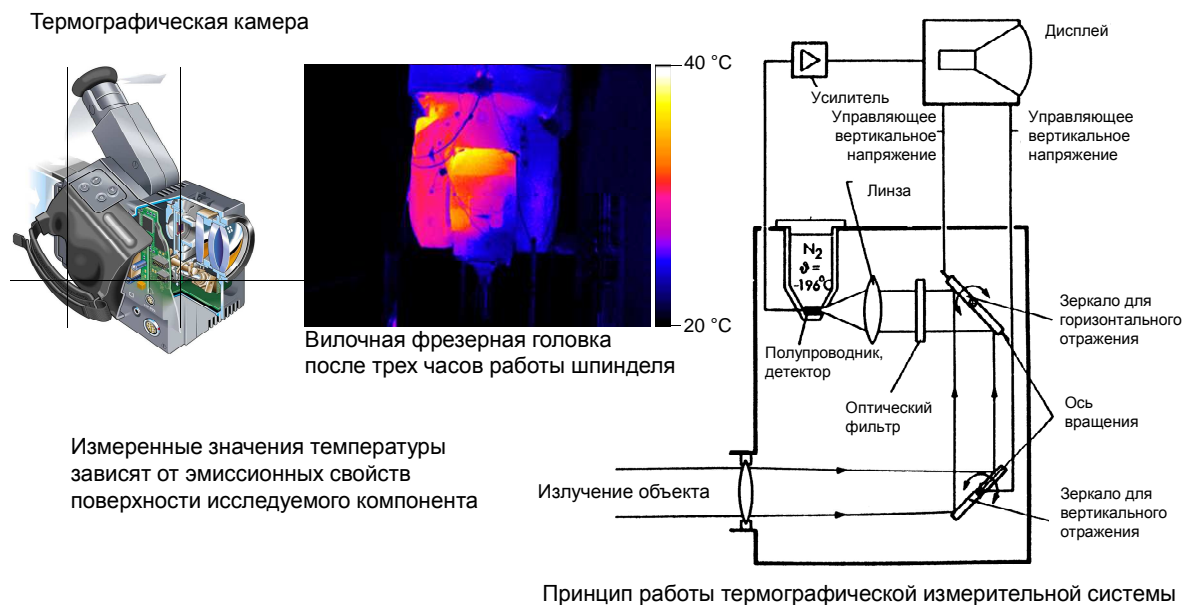 Термографическая камера
40 °C
20 °C
Вилочная фрезерная головка
после трех часов работы шпинделя
Измеренные значения температуры
зависят от эмиссионных свойств
поверхности исследуемого компонента
Дисплей
Усилитель
Управляющее
вертикальное
напряжение
Управляющее
вертикальное
напряжение
Линза
N2
ϑ =
-196°C
Полупроводник,
детектор
Оптический
фильтр
Зеркало для
горизонтального
отражения
Ось
вращения
Излучение объекта
Зеркало для
вертикального
отражения
Принцип работы термографической измерительной системы